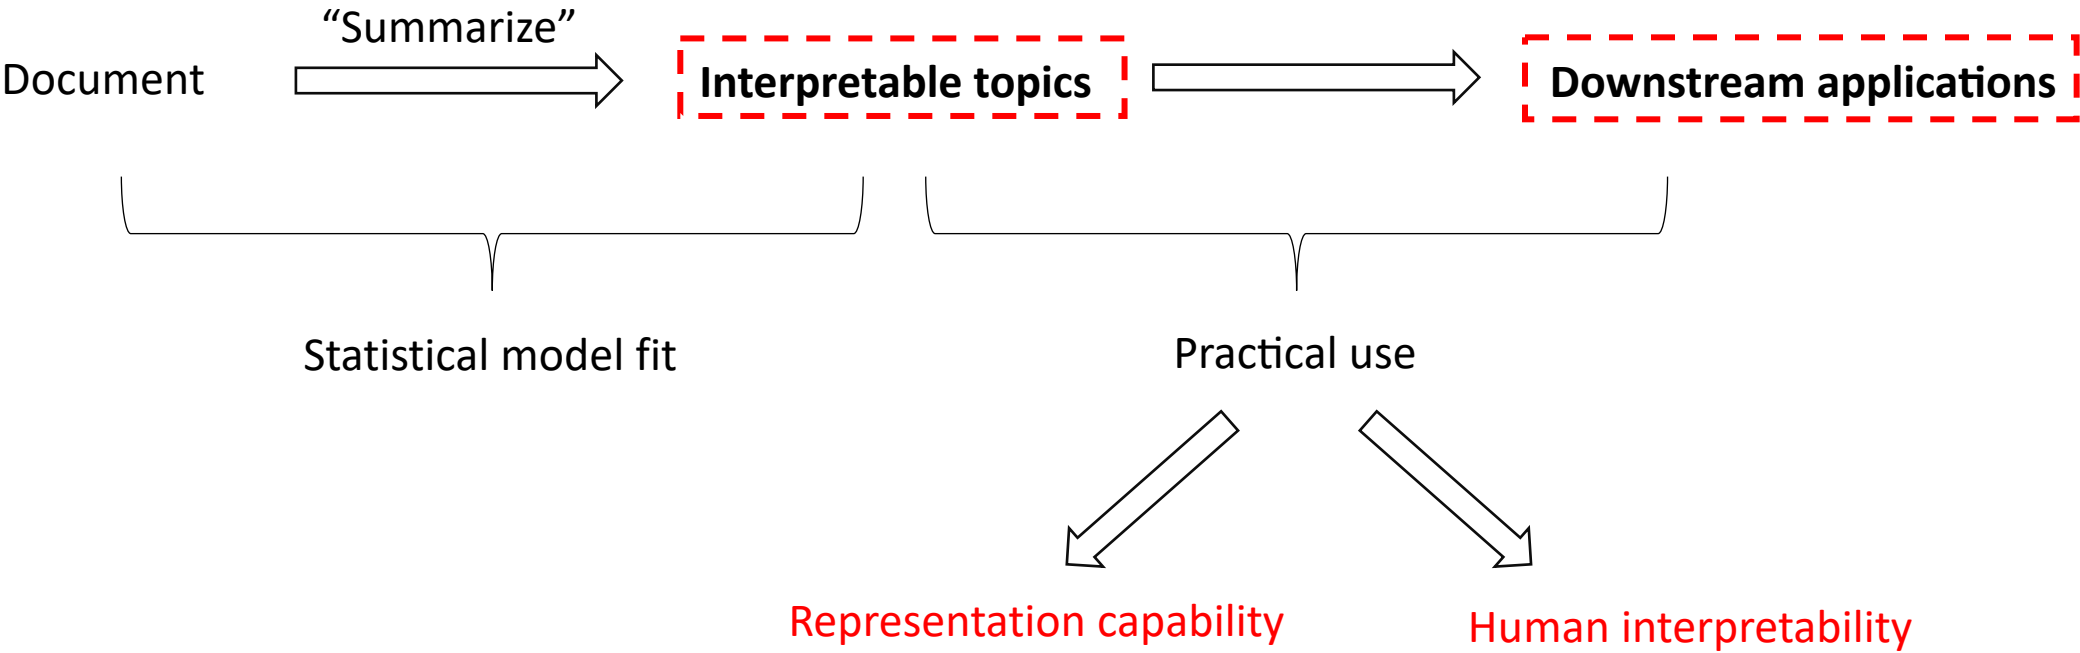 “Summarize”
Document
Interpretable topics
Downstream applications
Statistical model fit
Practical use
Representation capability
Human interpretability